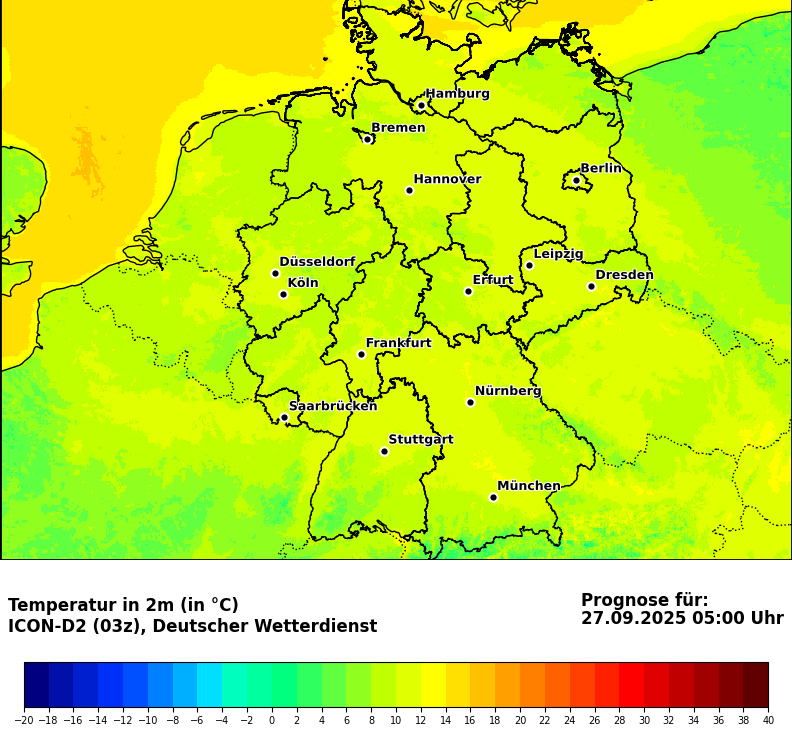 Hamburg
Bremen
Berlin
Hannover
Leipzig
Düsseldorf
Dresden
Köln
Erfurt
Frankfurt
Nürnberg
Saarbrücken
Stuttgart
München
Temperatur in 2m (in °C)
ICON-D2 (03z), Deutscher Wetterdienst
Prognose für:
27.09.2025 05:00 Uhr
−20 −18 −16 −14 −12 −10 −8 −6 −4 −2 0 2 4 6 8 10 12 14 16 18 20 22 24 26 28 30 32 34 36 38 40